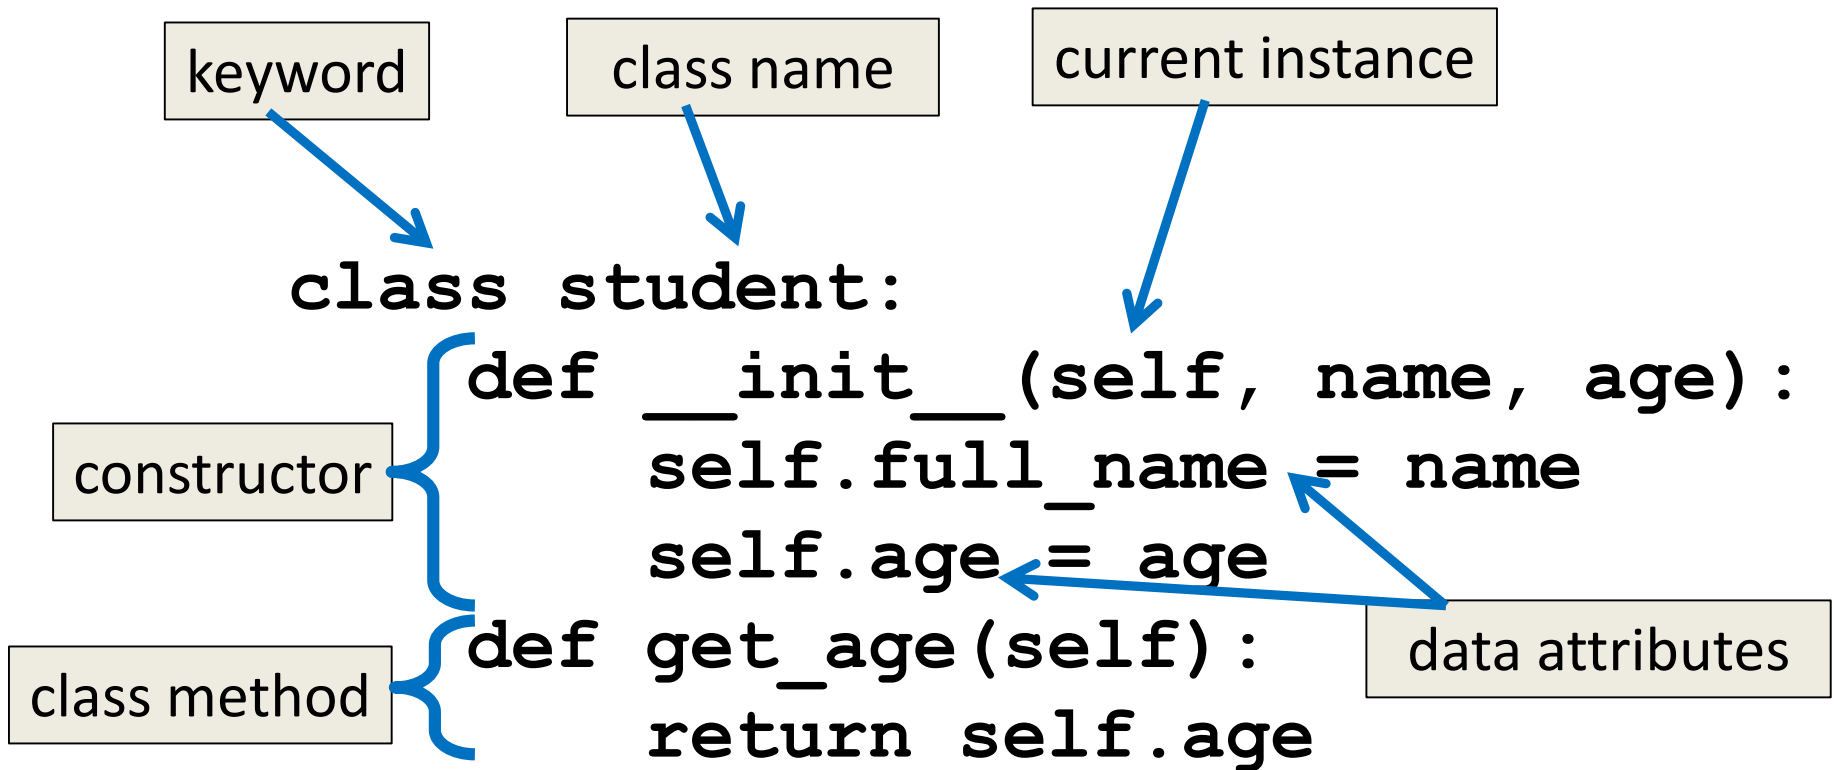 keyword
class name
current instance
class student:
def __init__(self, name, age):
constructor
self.full_name = name
self.age = age
def get_age(self):
data attributes
class method
return self.age